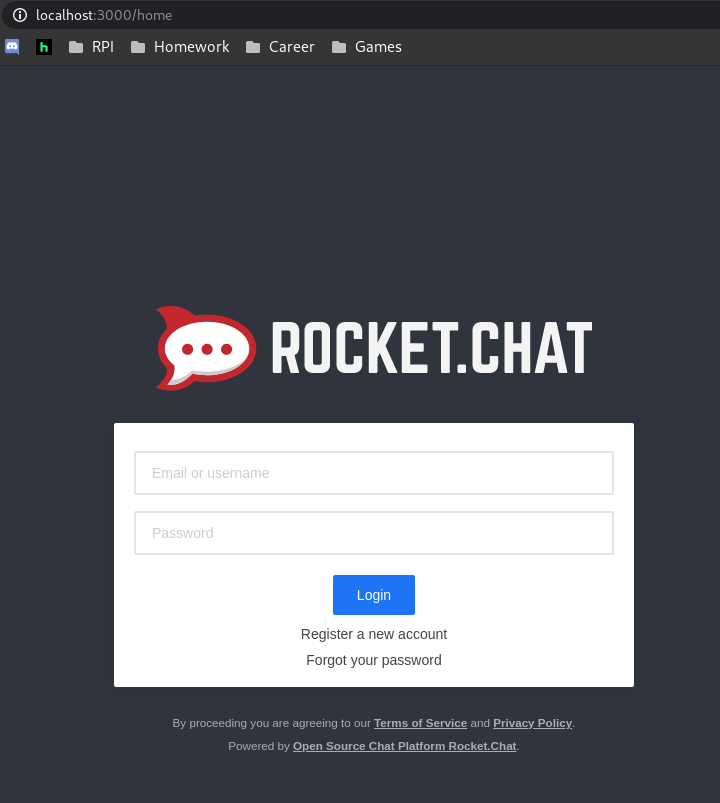 localhost:3000/home
h RPI Homework Career Games
ROCKET.CHAT
Email or username
Password
Login
Register a new account
Forgot your password
By proceeding you are agreeing to our Terms of Service and Privacy Policy.
Powered by Open Source Chat Platform Rocket.Chat.